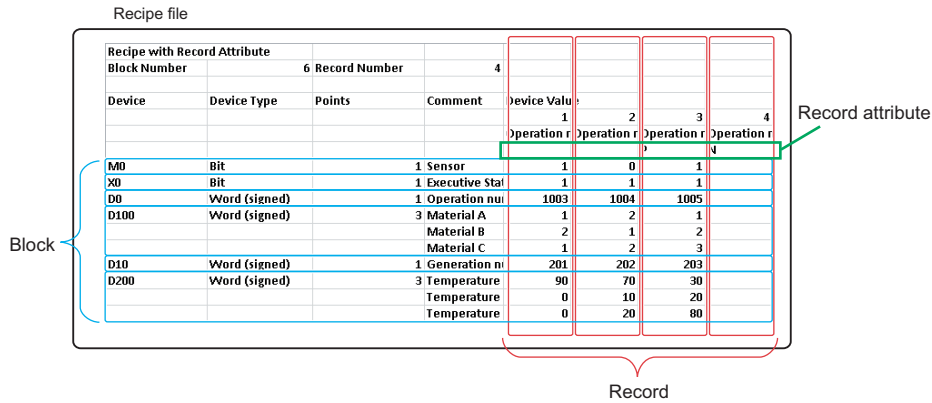 Recipe file
Recipe with Record Attribute
Block Number 6 Record Number 4
Device Device Type Points Comment Device Value
1 2 3 4
Operation r Operation r Operation r Operation r
P N
Record attribute
M0 Bit 1 Sensor 1 0 1
X0 Bit 1 Executive Stat 1 1 1
D0 Word (signed) 1 Operation nu 1003 1004 1005
D100 Word (signed) 3 Material A 1 2 1
Material B 2 1 2
Material C 1 2 3
D10 Word (signed) 1 Generation n 201 202 203
D200 Word (signed) 3 Temperature 90 70 30
Temperature 0 10 20
Temperature 0 20 80
Block
Record